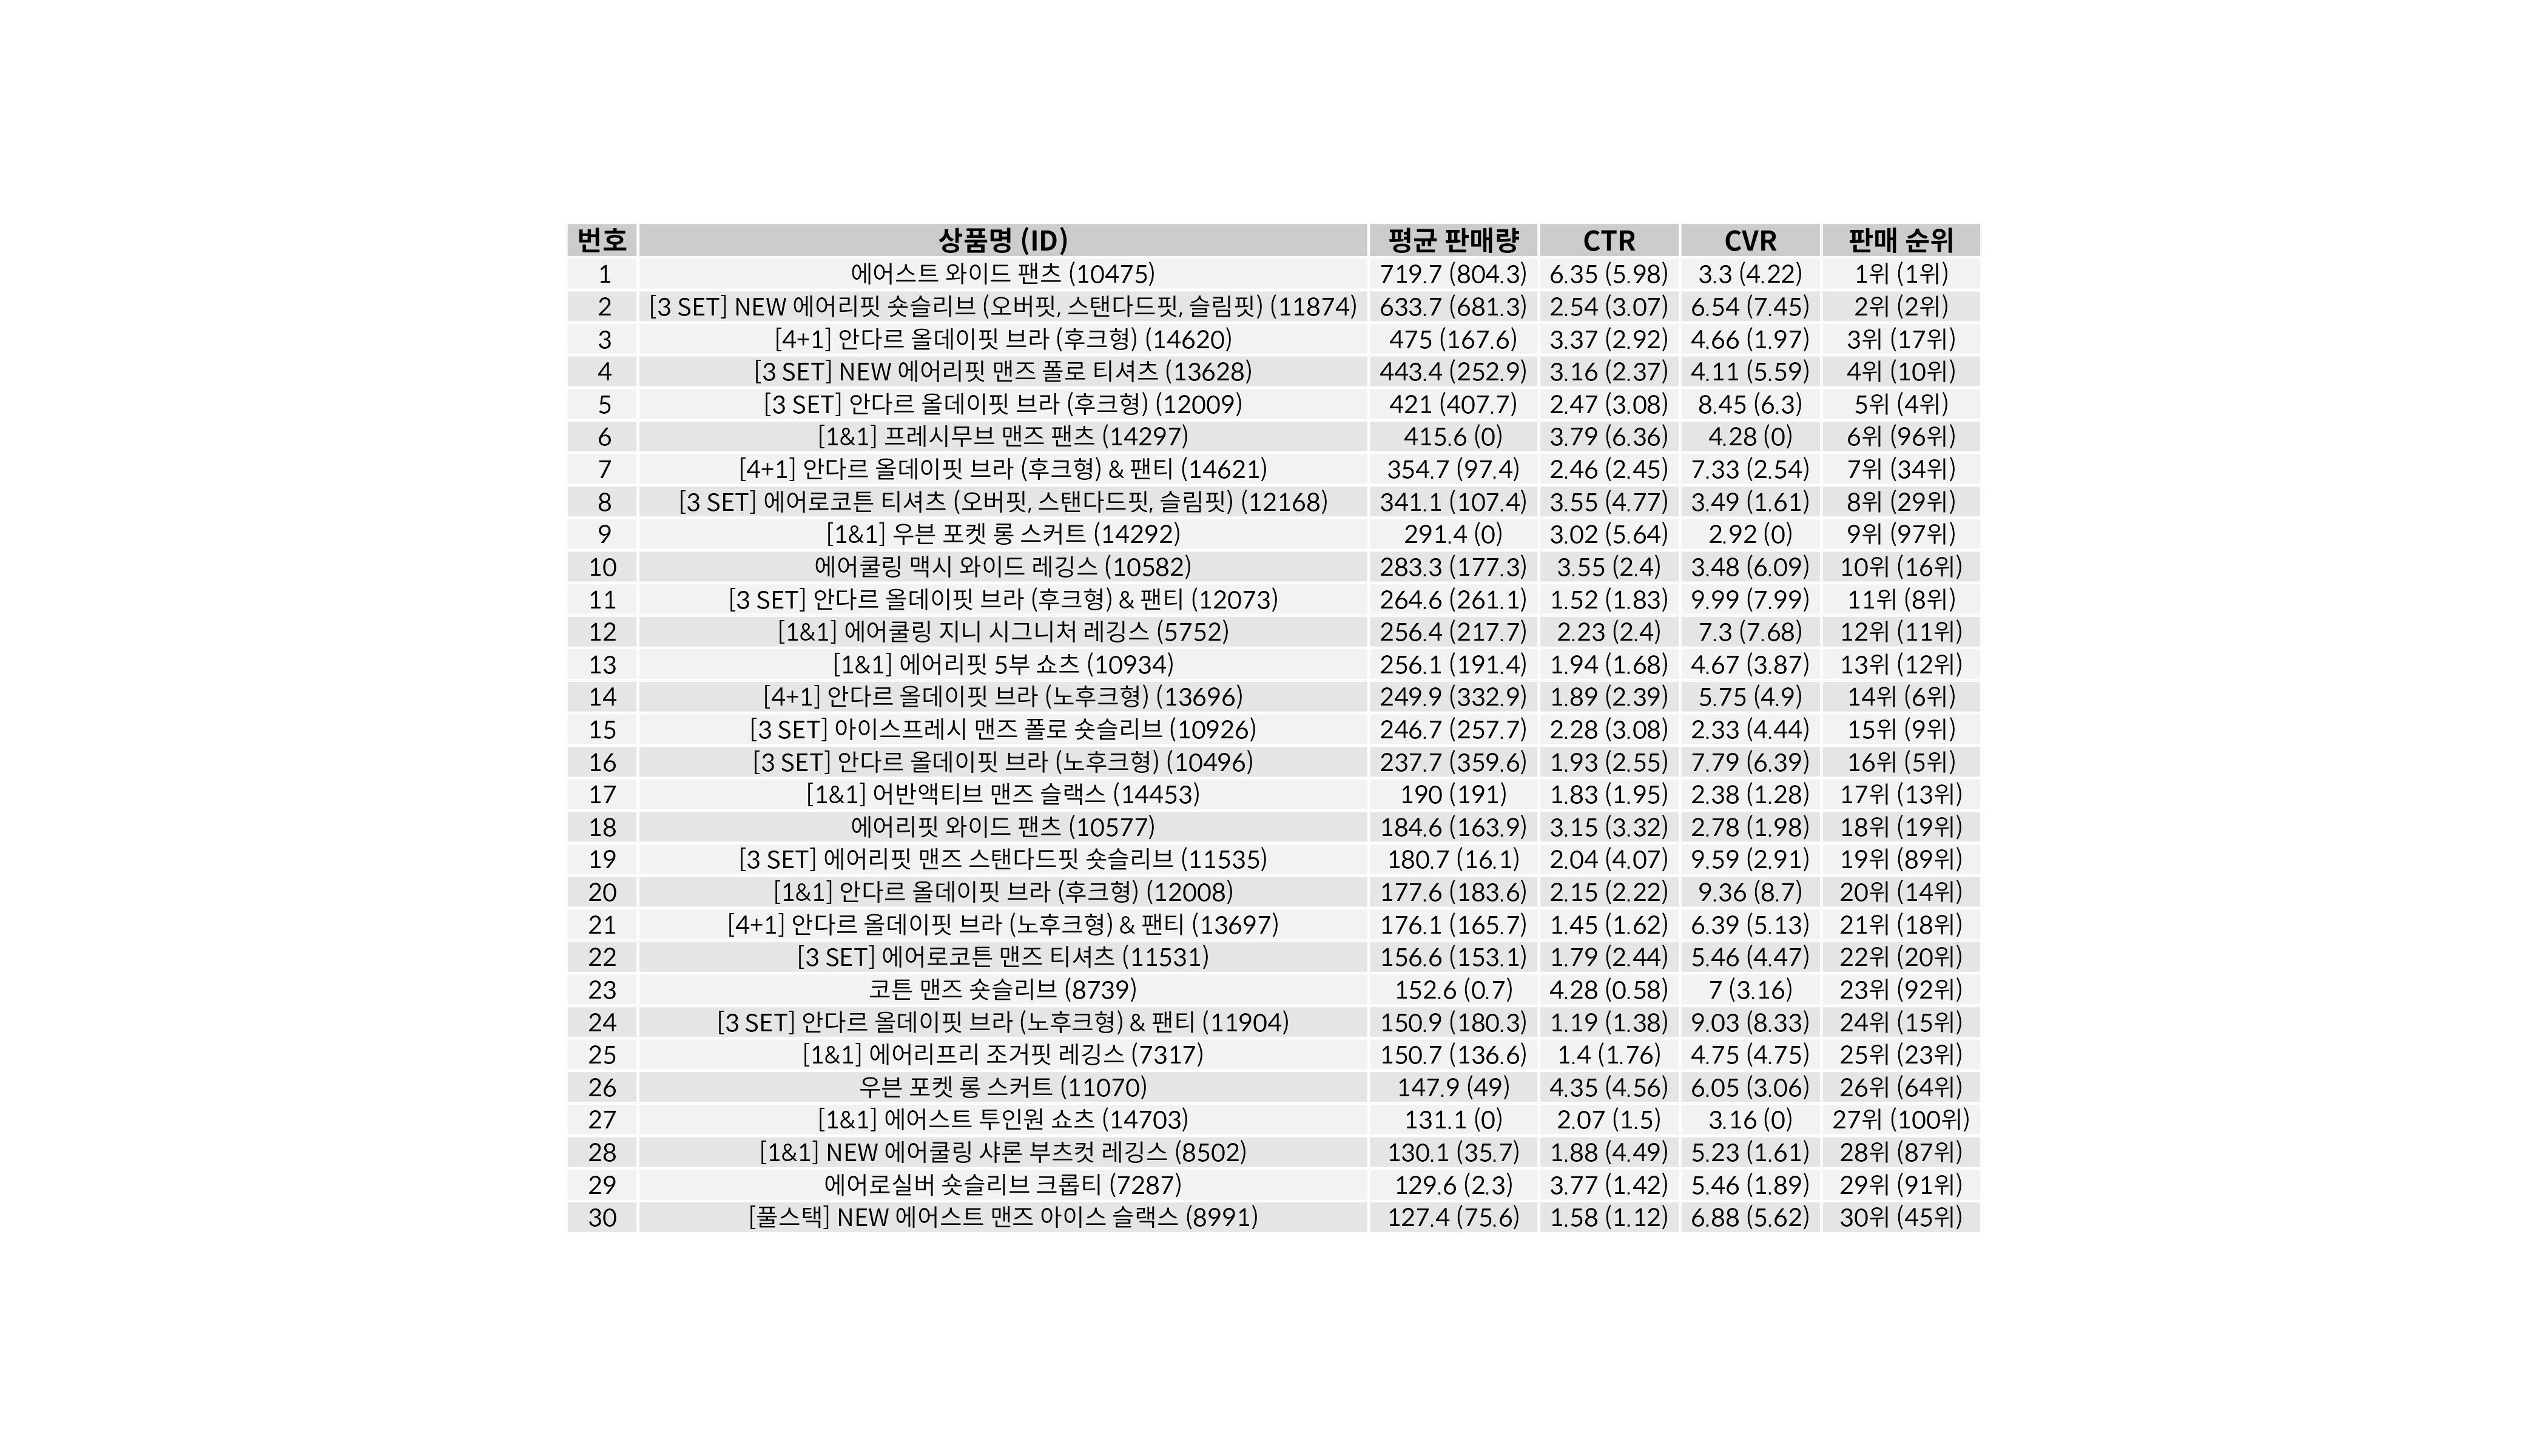 번호 상품명 (ID) 평균 판매량 CTR CVR 판매 순위
1 에어스트 와이드 팬츠 (10475) 719.7 (804.3) 6.35 (5.98) 3.3 (4.22) 1위 (1위)
2 [3 SET] NEW 에어리핏 숏슬리브 (오버핏, 스탠다드핏, 슬림핏) (11874) 633.7 (681.3) 2.54 (3.07) 6.54 (7.45) 2위 (2위)
3 [4+1] 안다르 올데이핏 브라 (후크형) (14620) 475 (167.6) 3.37 (2.92) 4.66 (1.97) 3위 (17위)
4 [3 SET] NEW 에어리핏 맨즈 폴로 티셔츠 (13628) 443.4 (252.9) 3.16 (2.37) 4.11 (5.59) 4위 (10위)
5 [3 SET] 안다르 올데이핏 브라 (후크형) (12009) 421 (407.7) 2.47 (3.08) 8.45 (6.3) 5위 (4위)
6 [1&1] 프레시무브 맨즈 팬츠 (14297) 415.6 (0) 3.79 (6.36) 4.28 (0) 6위 (96위)
7 [4+1] 안다르 올데이핏 브라 (후크형) & 팬티 (14621) 354.7 (97.4) 2.46 (2.45) 7.33 (2.54) 7위 (34위)
8 [3 SET] 에어로코튼 티셔츠 (오버핏, 스탠다드핏, 슬림핏) (12168) 341.1 (107.4) 3.55 (4.77) 3.49 (1.61) 8위 (29위)
9 [1&1] 우븐 포켓 롱 스커트 (14292) 291.4 (0) 3.02 (5.64) 2.92 (0) 9위 (97위)
10 에어쿨링 맥시 와이드 레깅스 (10582) 283.3 (177.3) 3.55 (2.4) 3.48 (6.09) 10위 (16위)
11 [3 SET] 안다르 올데이핏 브라 (후크형) & 팬티 (12073) 264.6 (261.1) 1.52 (1.83) 9.99 (7.99) 11위 (8위)
12 [1&1] 에어쿨링 지니 시그니처 레깅스 (5752) 256.4 (217.7) 2.23 (2.4) 7.3 (7.68) 12위 (11위)
13 [1&1] 에어리핏 5부 쇼츠 (10934) 256.1 (191.4) 1.94 (1.68) 4.67 (3.87) 13위 (12위)
14 [4+1] 안다르 올데이핏 브라 (노후크형) (13696) 249.9 (332.9) 1.89 (2.39) 5.75 (4.9) 14위 (6위)
15 [3 SET] 아이스프레시 맨즈 폴로 숏슬리브 (10926) 246.7 (257.7) 2.28 (3.08) 2.33 (4.44) 15위 (9위)
16 [3 SET] 안다르 올데이핏 브라 (노후크형) (10496) 237.7 (359.6) 1.93 (2.55) 7.79 (6.39) 16위 (5위)
17 [1&1] 어반액티브 맨즈 슬랙스 (14453) 190 (191) 1.83 (1.95) 2.38 (1.28) 17위 (13위)
18 에어리핏 와이드 팬츠 (10577) 184.6 (163.9) 3.15 (3.32) 2.78 (1.98) 18위 (19위)
19 [3 SET] 에어리핏 맨즈 스탠다드핏 숏슬리브 (11535) 180.7 (16.1) 2.04 (4.07) 9.59 (2.91) 19위 (89위)
20 [1&1] 안다르 올데이핏 브라 (후크형) (12008) 177.6 (183.6) 2.15 (2.22) 9.36 (8.7) 20위 (14위)
21 [4+1] 안다르 올데이핏 브라 (노후크형) & 팬티 (13697) 176.1 (165.7) 1.45 (1.62) 6.39 (5.13) 21위 (18위)
22 [3 SET] 에어로코튼 맨즈 티셔츠 (11531) 156.6 (153.1) 1.79 (2.44) 5.46 (4.47) 22위 (20위)
23 코튼 맨즈 숏슬리브 (8739) 152.6 (0.7) 4.28 (0.58) 7 (3.16) 23위 (92위)
24 [3 SET] 안다르 올데이핏 브라 (노후크형) & 팬티 (11904) 150.9 (180.3) 1.19 (1.38) 9.03 (8.33) 24위 (15위)
25 [1&1] 에어리프리 조거핏 레깅스 (7317) 150.7 (136.6) 1.4 (1.76) 4.75 (4.75) 25위 (23위)
26 우븐 포켓 롱 스커트 (11070) 147.9 (49) 4.35 (4.56) 6.05 (3.06) 26위 (64위)
27 [1&1] 에어스트 투인원 쇼츠 (14703) 131.1 (0) 2.07 (1.5) 3.16 (0) 27위 (100위)
28 [1&1] NEW 에어쿨링 샤론 부츠컷 레깅스 (8502) 130.1 (35.7) 1.88 (4.49) 5.23 (1.61) 28위 (87위)
29 에어로실버 숏슬리브 크롭티 (7287) 129.6 (2.3) 3.77 (1.42) 5.46 (1.89) 29위 (91위)
30 [풀스택] NEW 에어스트 맨즈 아이스 슬랙스 (8991) 127.4 (75.6) 1.58 (1.12) 6.88 (5.62) 30위 (45위)